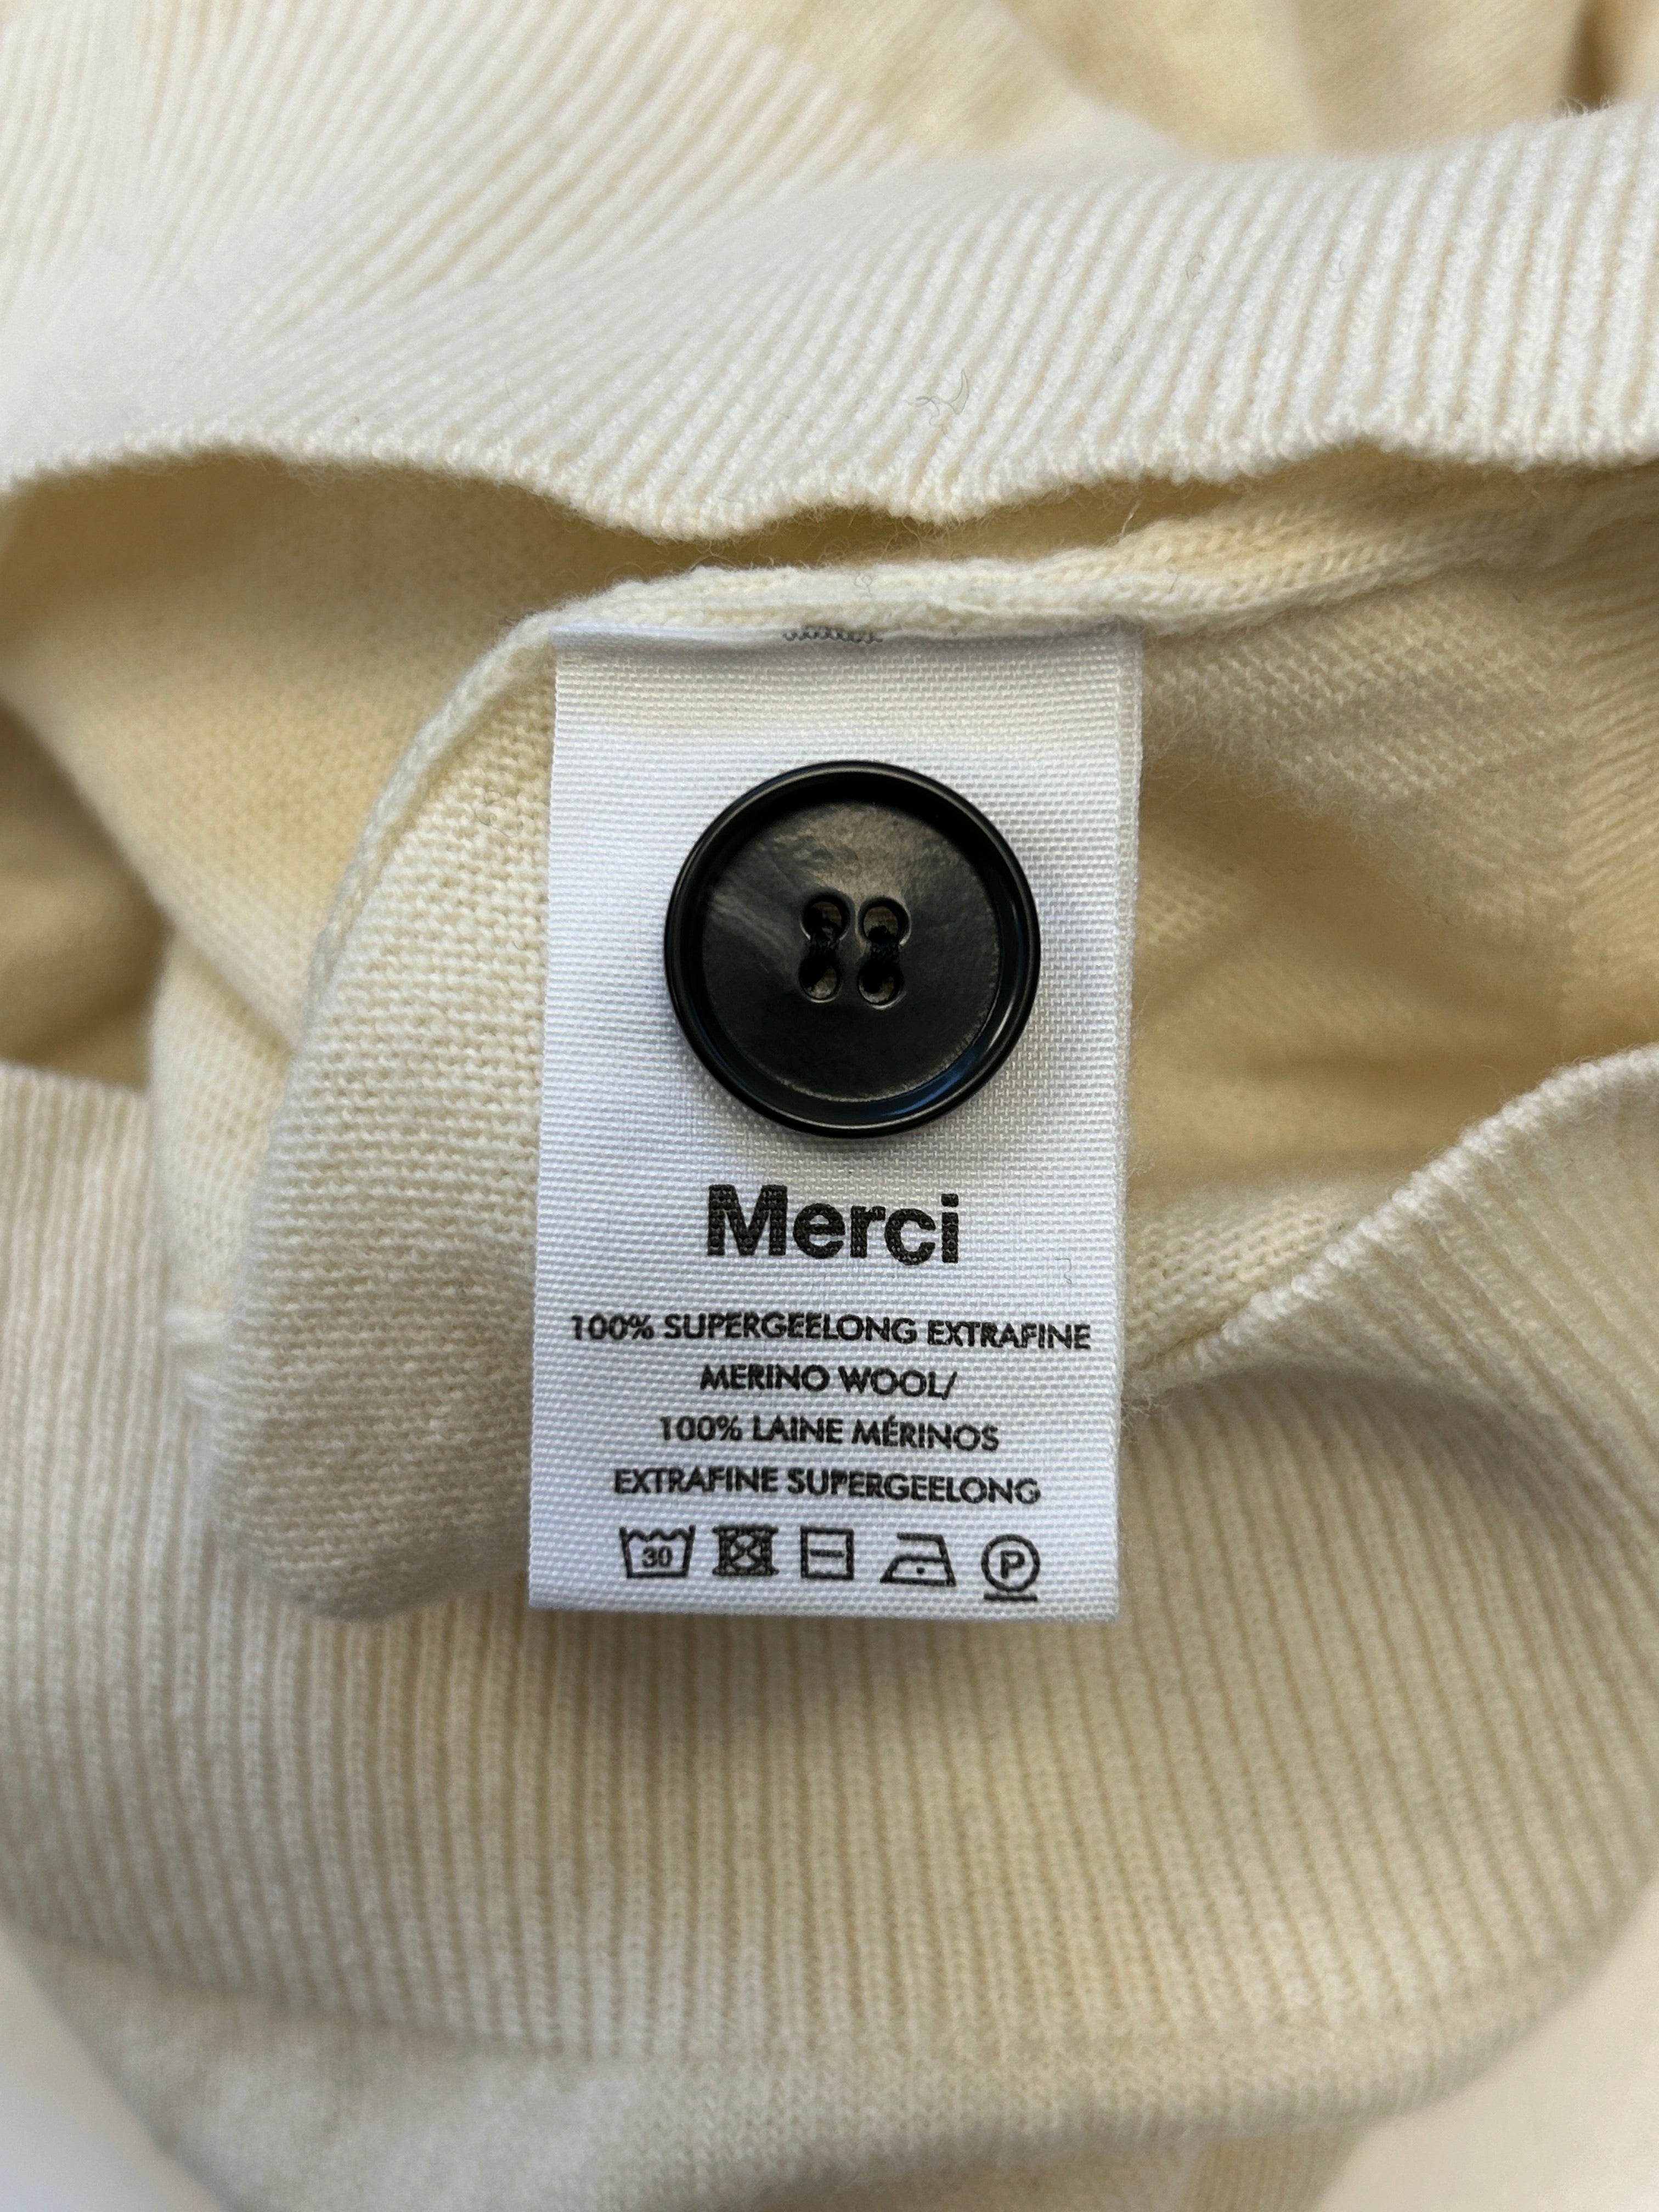 Merci
100% SUPERGEELONG EXTRAFINE
MERINO WOOL/
100% LAINE MÉRINOS
EXTRAFINE SUPERGEELONG
30
P